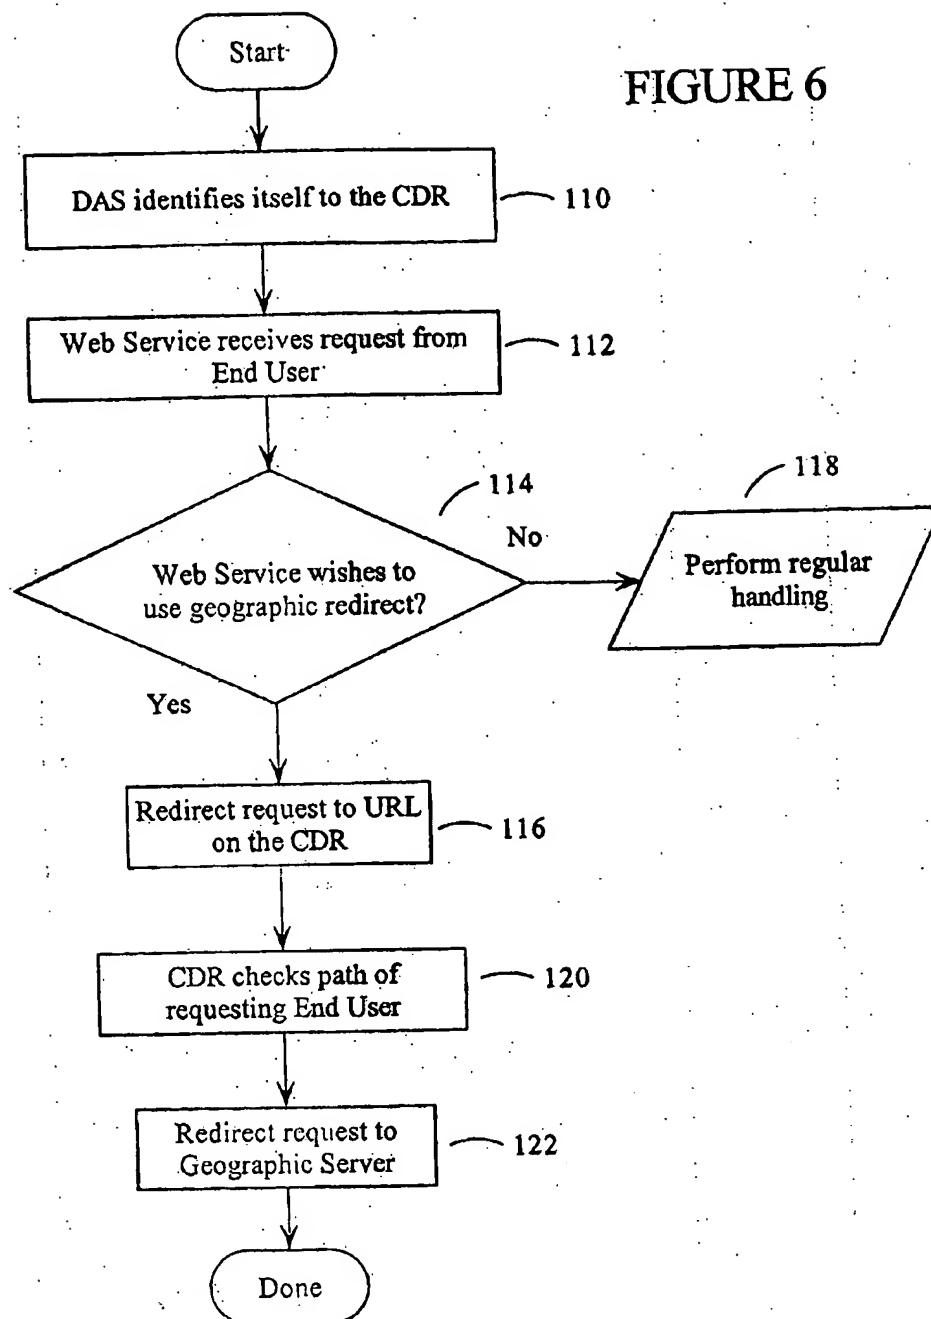 Start
FIGURE 6
DAS identifies itself to the CDR
110
Web Service receives request from
End User
112
114
118
No
Web Service wishes to
use geographic redirect?
Perform regular
handling
Yes
Redirect request to URL
on the CDR
116
CDR checks path of
requesting End User
120
Redirect request to
Geographic Server
122
Done